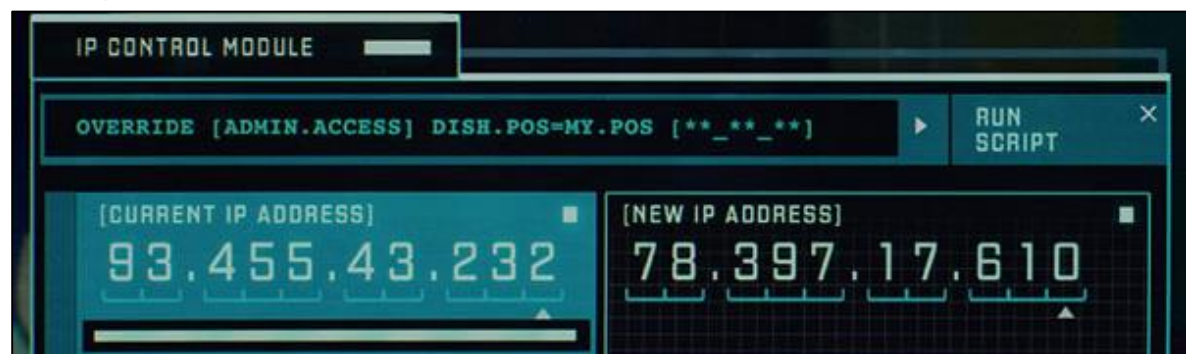 IP CONTROL MODULE
OVERRIDE [ADMIN.ACCESS] DISH.POS=MY.POS [**_**_**]
RUN
SCRIPT
[CURRENT IP ADDRESS]
93.455.43.232
[NEW IP ADDRESS]
78.397.17.610